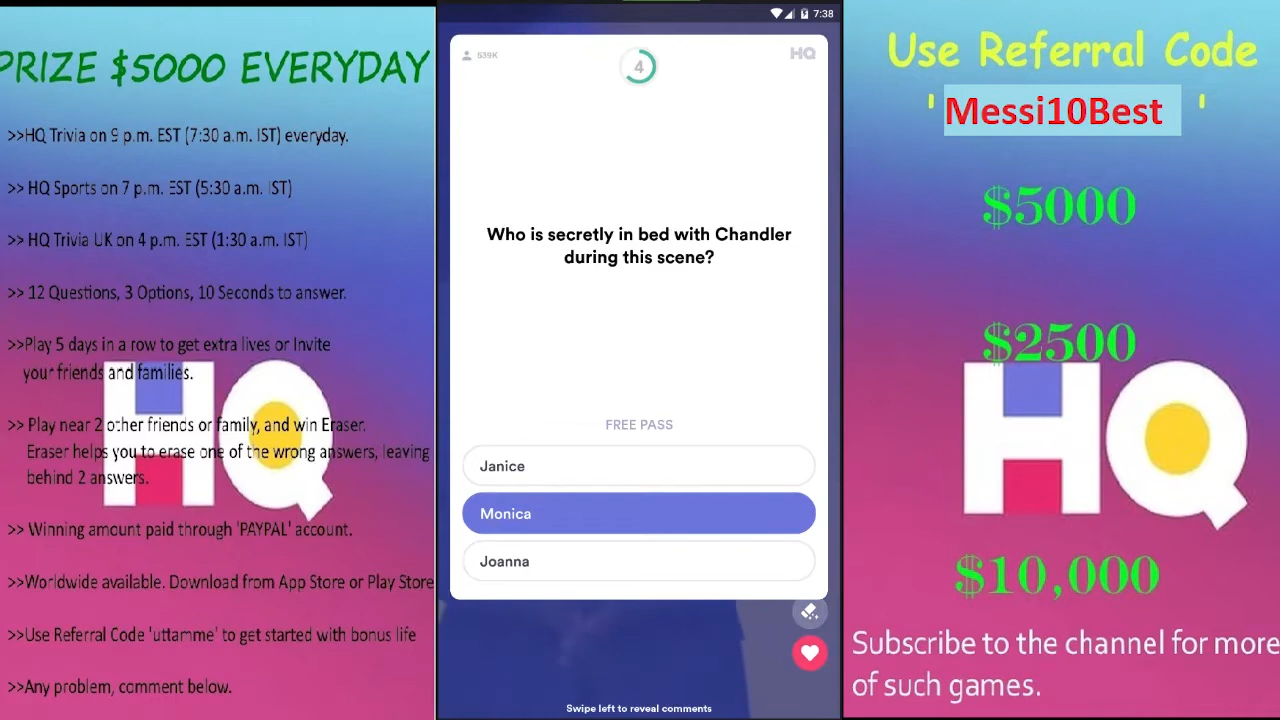 PRIZE $5000 EVERYDAY
>>HQ Trivia on 9 p.m. EST (7:30 a.m. IST) everyday.
>> HQ Sports on 7 p.m. EST (5:30 a.m. IST)
>> HQ Trivia UK on 4 p.m. EST (1:30 a.m. IST)
>> 12 Questions, 3 Options, 10 Seconds to answer.
>>Play 5 days in a row to get extra lives or Invite
your friends and families.
>> Play near 2 other friends or family, and win Eraser.
Eraser helps you to erase one of the wrong answers, leaving
behind 2 answers.
>> Winning amount paid through 'PAYPAL' account.
>>Worldwide available. Download from App Store or Play Store
>>Use Referral Code 'uttamme' to get started with bonus life
>>Any problem, comment below.
HQ
7:38
539K
4
HQ
Who is secretly in bed with Chandler
during this scene?
FREE PASS
Janice
Monica
Joanna
Swipe left to reveal comments
Use Referral Code
' Messi10Best '
$5000
$2500
HQ
$10,000
Subscribe to the channel for more
of such games.